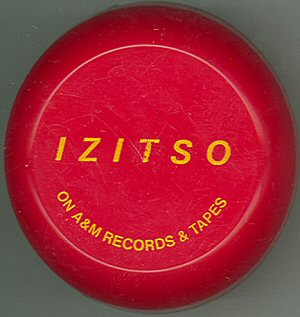 IZITSO
ON A&M RECORDS & TAPES